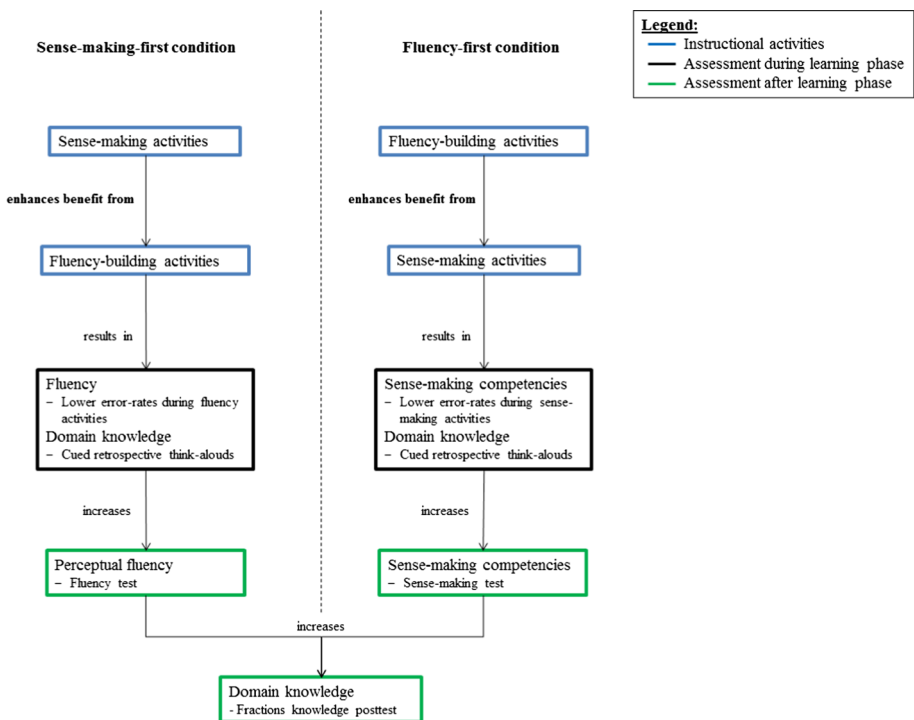 Sense-making-first condition
Fluency-first condition
Legend:
Instructional activities
Assessment during learning phase
Assessment after learning phase
Sense-making activities
enhances benefit from
Fluency-building activities
results in
Fluency
– Lower error-rates during fluency
activities
Domain knowledge
– Cued retrospective think-alouds
increases
Perceptual fluency
– Fluency test
Fluency-building activities
enhances benefit from
Sense-making activities
results in
Sense-making competencies
– Lower error-rates during sense-
making activities
Domain knowledge
– Cued retrospective think-alouds
increases
Sense-making competencies
– Sense-making test
increases
Domain knowledge
- Fractions knowledge posttest